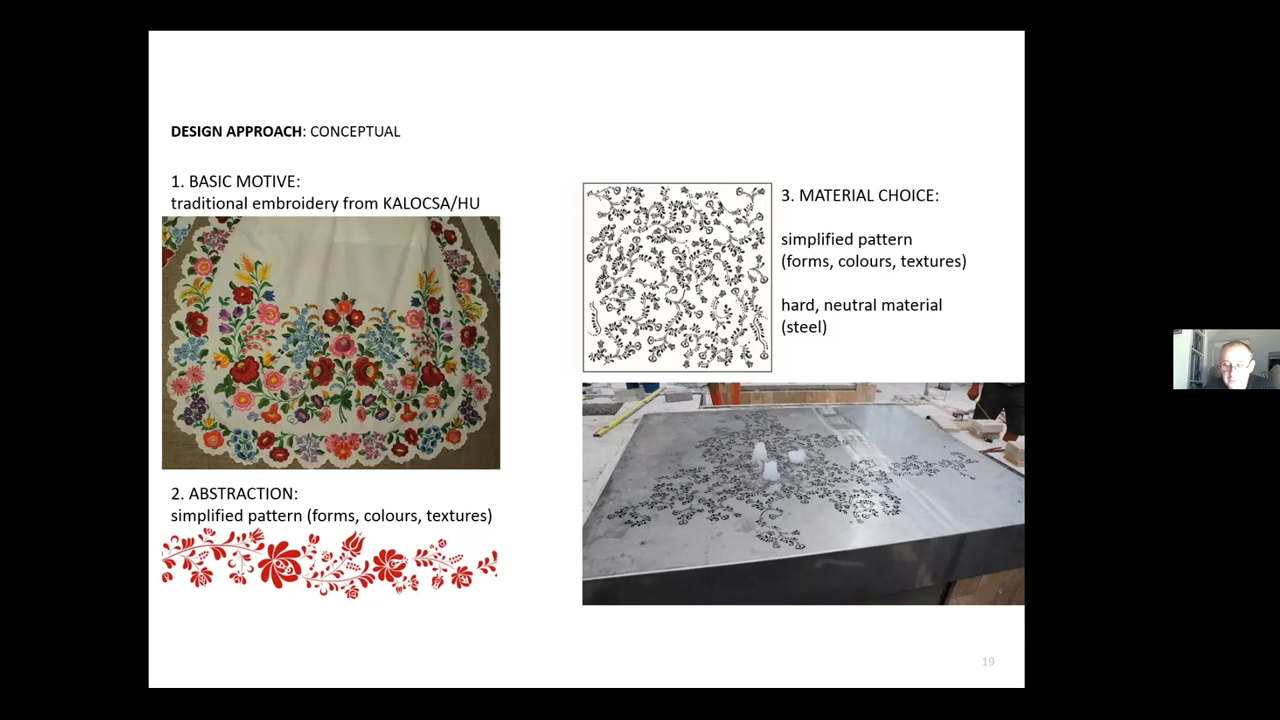 DESIGN APPROACH: CONCEPTUAL
1. BASIC MOTIVE:
traditional embroidery from KALOCSA/HU
2. ABSTRACTION:
simplified pattern (forms, colours, textures)
3. MATERIAL CHOICE:
simplified pattern
(forms, colours, textures)
hard, neutral material
(steel)
19